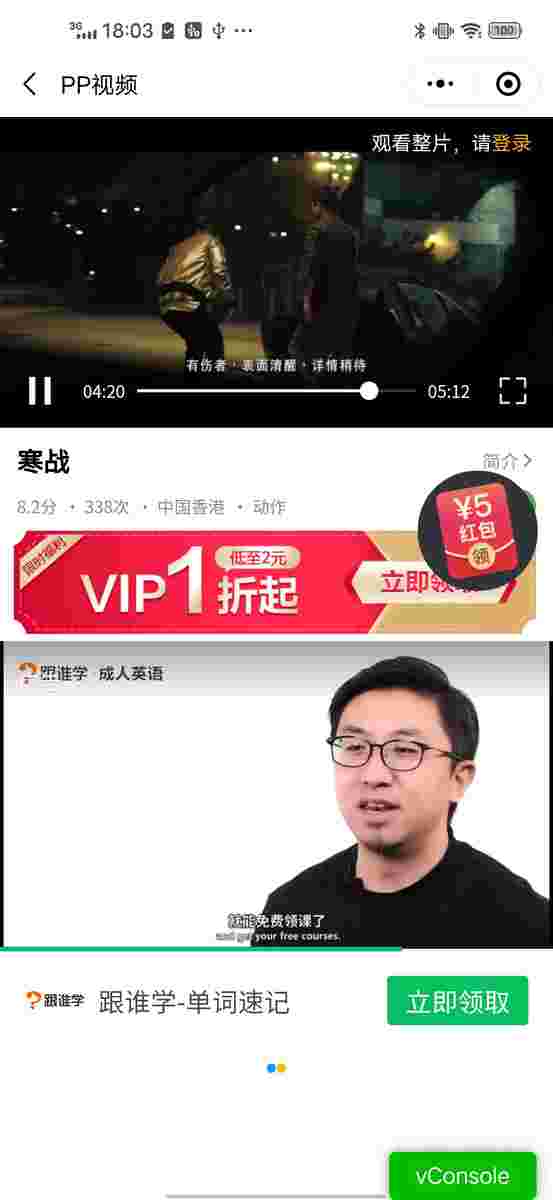 3G 18:03
100
PP视频
观看整片，请登录
有伤者，表面清醒，详情稍待
04:20
05:12
寒战
简介
8.2分 · 338次 · 中国香港 · 动作
¥5
红包
领
限时福利
VIP1折起
低至2元
立即领取
跟谁学 成人英语
就能免费领课了
and get your free courses.
跟谁学
跟谁学-单词速记
立即领取
vConsole